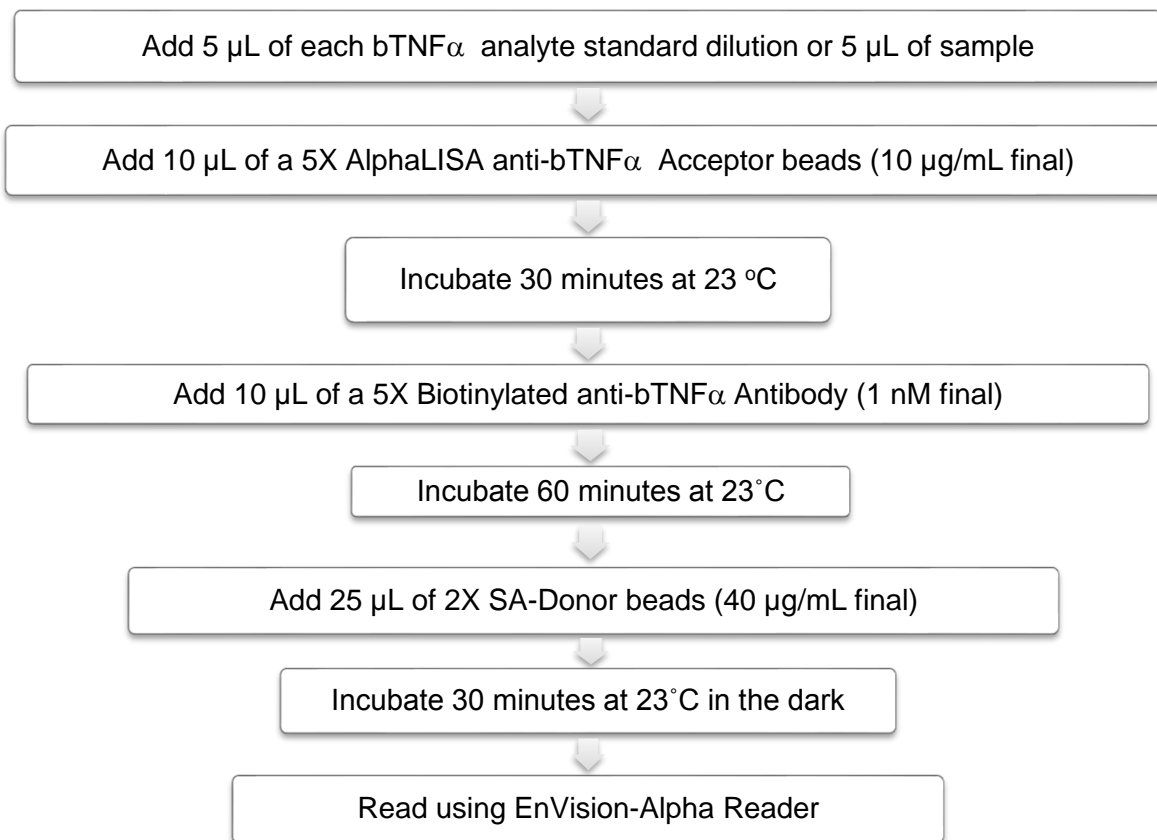 Add 5 µL of each bTNFα analyte standard dilution or 5 µL of sample
Add 10 µL of a 5X AlphaLISA anti-bTNFα Acceptor beads (10 µg/mL final)
Incubate 30 minutes at 23 ºC
Add 10 µL of a 5X Biotinylated anti-bTNFα Antibody (1 nM final)
Incubate 60 minutes at 23˚C
Add 25 µL of 2X SA-Donor beads (40 µg/mL final)
Incubate 30 minutes at 23˚C in the dark
Read using EnVision-Alpha Reader